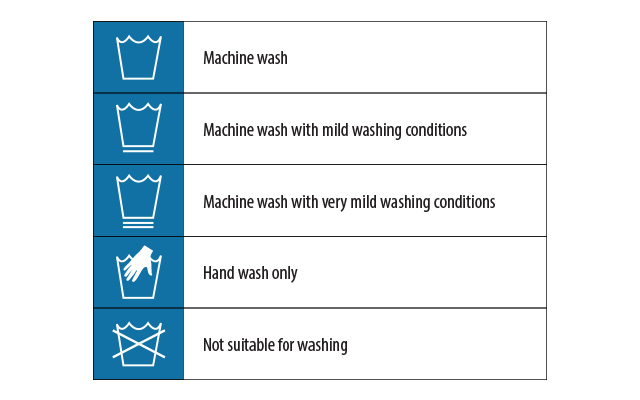 Machine wash
Machine wash with mild washing conditions
Machine wash with very mild washing conditions
Hand wash only
Not suitable for washing